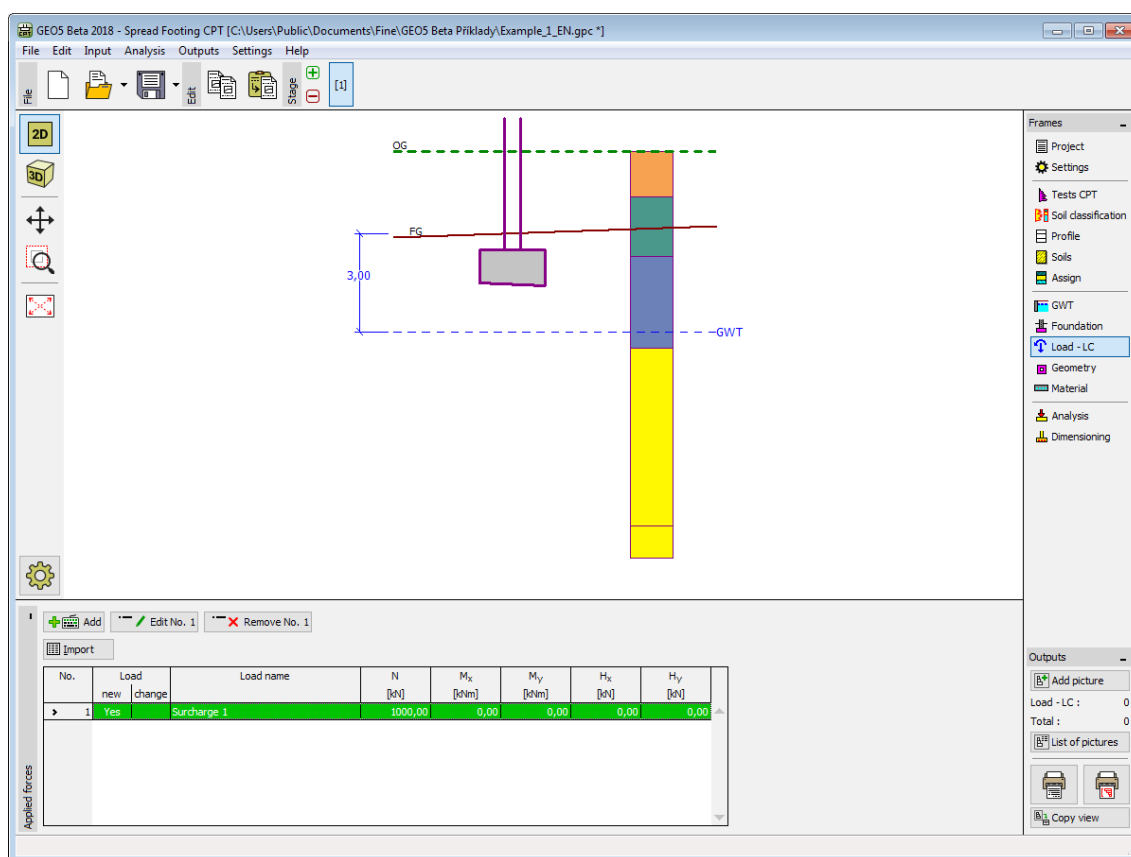 GEO5 Beta 2018 - Spread Footing CPT [C:\Users\Public\Documents\Fine\GEO5 Beta Příklady\Example_1_EN.gpc *]
File Edit Input Analysis Outputs Settings Help
File
Edit
Stage
[1]
2D
3D
OG
FG
3,00
GWT
Frames
Project
Settings
Tests CPT
Soil classification
Profile
Soils
Assign
GWT
Foundation
Load - LC
Geometry
Material
Analysis
Dimensioning
Add Edit No. 1 Remove No. 1
Import
No. Load Load name N Mx My Hx Hy
new change [kN] [kNm] [kNm] [kN] [kN]
1 Yes Surcharge 1 1000,00 0,00 0,00 0,00 0,00
Applied forces
Outputs
Add picture
Load - LC : 0
Total : 0
List of pictures
Copy view